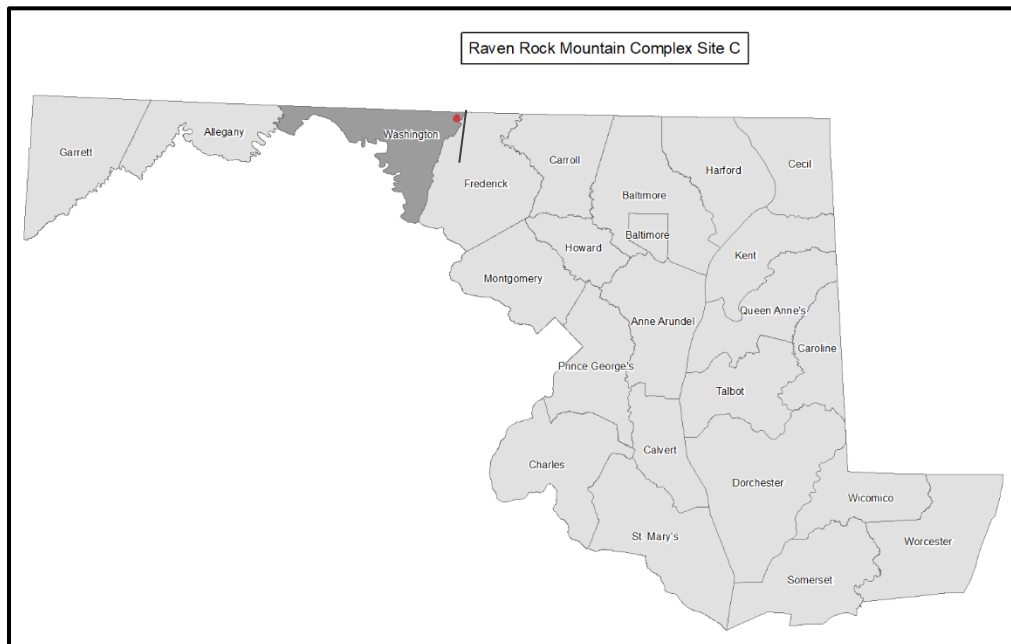 Raven Rock Mountain Complex Site C
Garrett
Allegany
Washington
Frederick
Carroll
Baltimore
Harford
Cecil
Baltimore
Howard
Kent
Montgomery
Anne Arundel
Queen Anne's
Caroline
Prince George's
Talbot
Calvert
Charles
Dorchester
Wicomico
St. Mary's
Worcester
Somerset